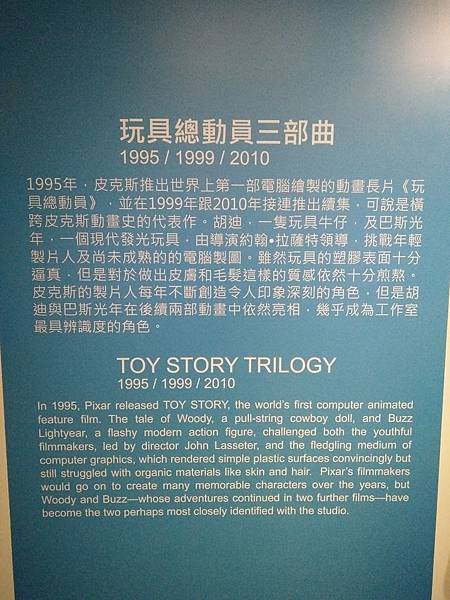 玩具總動員三部曲
1995 / 1999 / 2010
1995年，皮克斯推出世界上第一部電腦繪製的動畫長片《玩
具總動員》，並在1999年跟2010年接連推出續集，可說是橫
跨皮克斯動畫史的代表作。胡迪，一隻玩具牛仔，及巴斯光
年，一個現代發光玩具，由導演約翰•拉薩特領導，挑戰年輕
製片人及尚未成熟的的電腦製圖。雖然玩具的塑膠表面十分
逼真，但是對於做出皮膚和毛髮這樣的質感依然十分煎熬。
皮克斯的製片人每年不斷創造令人印象深刻的角色，但是胡
迪與巴斯光年在後續兩部動畫中依然亮相，幾乎成為工作室
最具辨識度的角色。
TOY STORY TRILOGY
1995 / 1999 / 2010
In 1995, Pixar released TOY STORY, the world's first computer animated
feature film. The tale of Woody, a pull-string cowboy doll, and Buzz
Lightyear, a flashy modern action figure, challenged both the youthful
filmmakers, led by director John Lasseter, and the fledgling medium of
computer graphics, which rendered simple plastic surfaces convincingly but
still struggled with organic materials like skin and hair. Pixar's filmmakers
would go on to create many memorable characters over the years, but
Woody and Buzz—whose adventures continued in two further films—have
become the two perhaps most closely identified with the studio.